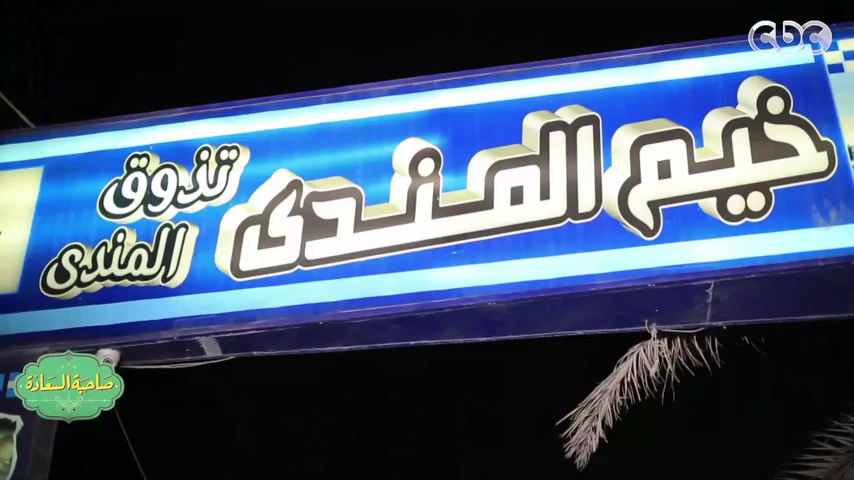 cbc
خيم المندى
تذوق
المندى
صاحبة السعادة